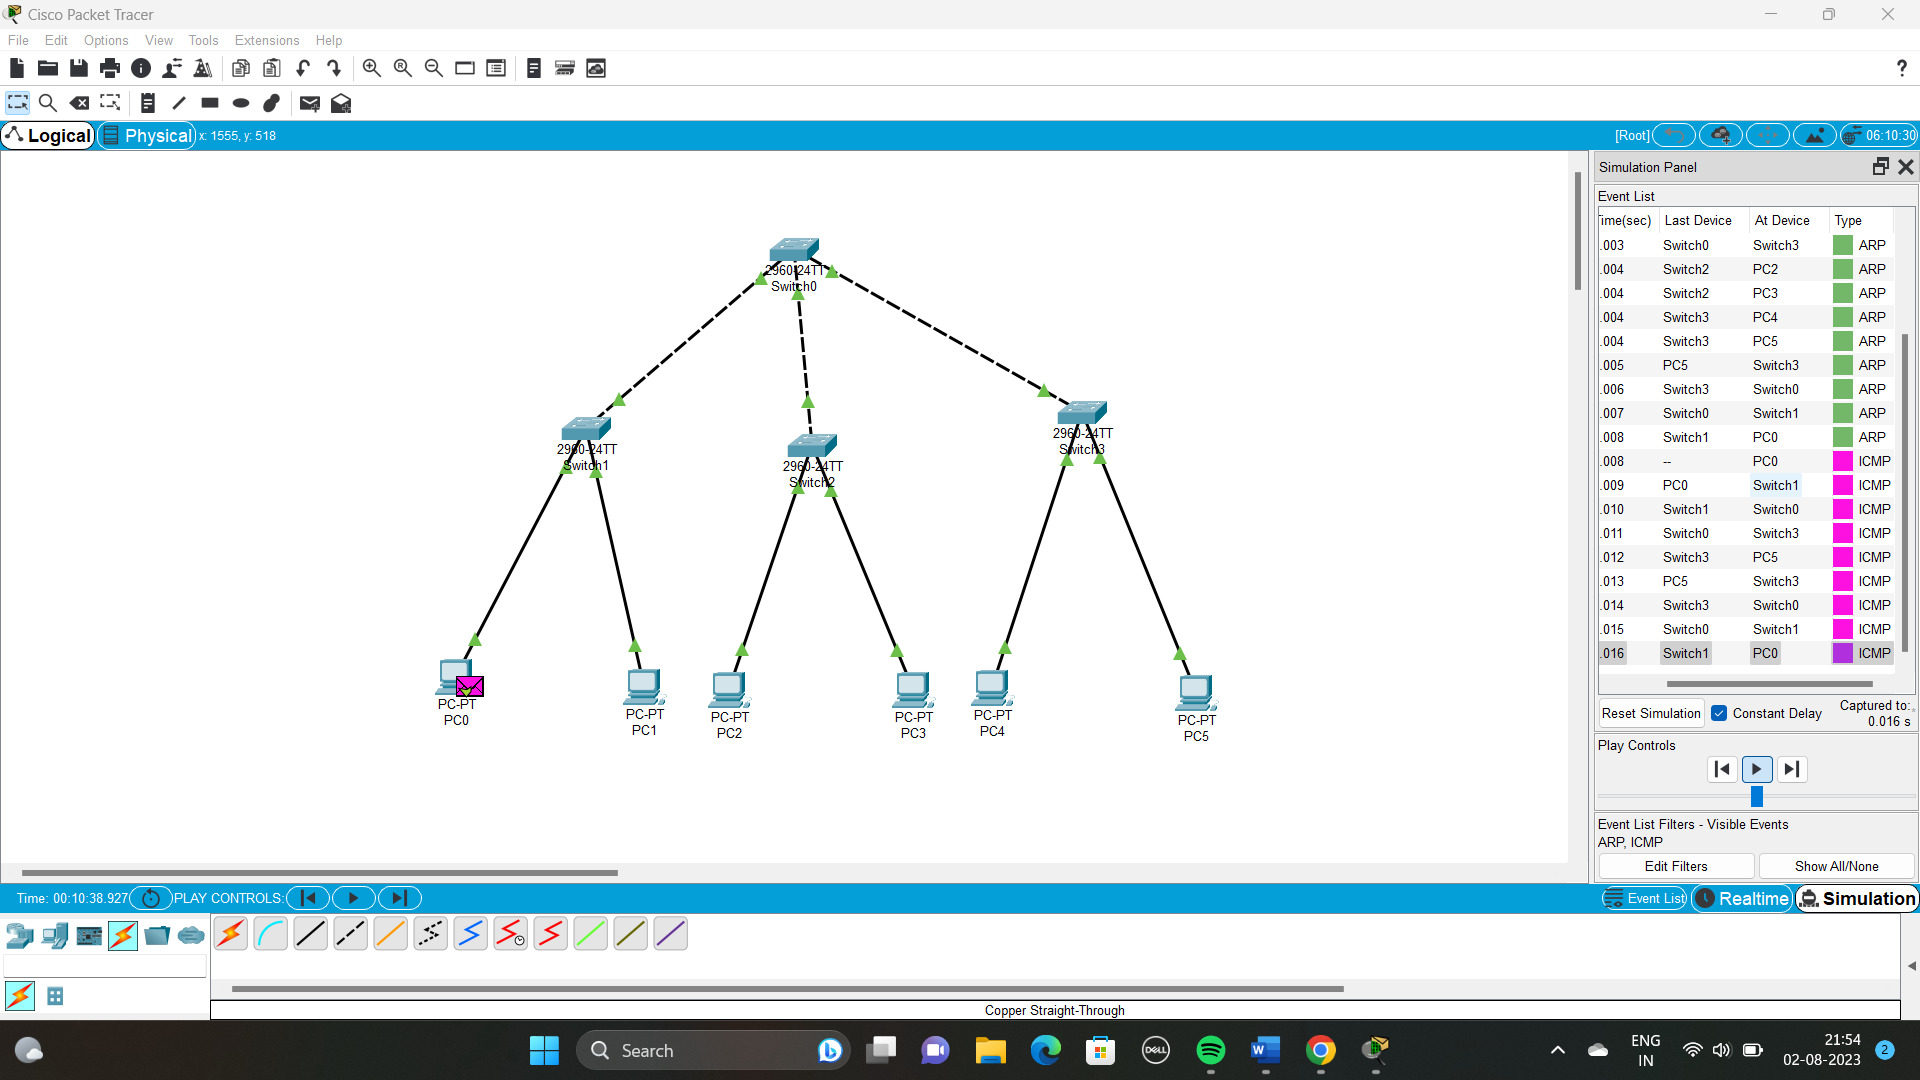 Cisco Packet Tracer
File Edit Options View Tools Extensions Help
?
Logical Physical x: 1555, y: 518 [Root] 06:10:30
Simulation Panel
Event List
Time(sec) Last Device At Device Type
.003 Switch0 Switch3 ARP
.004 Switch2 PC2 ARP
.004 Switch2 PC3 ARP
.004 Switch3 PC4 ARP
.004 Switch3 PC5 ARP
.005 PC5 Switch3 ARP
.006 Switch3 Switch0 ARP
.007 Switch0 Switch1 ARP
.008 Switch1 PC0 ARP
.008 -- PC0 ICMP
.009 PC0 Switch1 ICMP
.010 Switch1 Switch0 ICMP
.011 Switch0 Switch3 ICMP
.012 Switch3 PC5 ICMP
.013 PC5 Switch3 ICMP
.014 Switch3 Switch0 ICMP
.015 Switch0 Switch1 ICMP
.016 Switch1 PC0 ICMP
Reset Simulation Constant Delay Captured to:
0.016 s
Play Controls
Event List Filters - Visible Events
ARP, ICMP
Edit Filters Show All/None
2960-24TT
Switch0
2960-24TT
Switch1
2960-24TT
Switch2
2960-24TT
Switch3
PC-PT
PC0
PC-PT
PC1
PC-PT
PC2
PC-PT
PC3
PC-PT
PC4
PC-PT
PC5
Time: 00:10:38.927 PLAY CONTROLS: Event List Realtime Simulation
Copper Straight-Through
Search
DELL
ENG
IN
21:54
02-08-2023
2